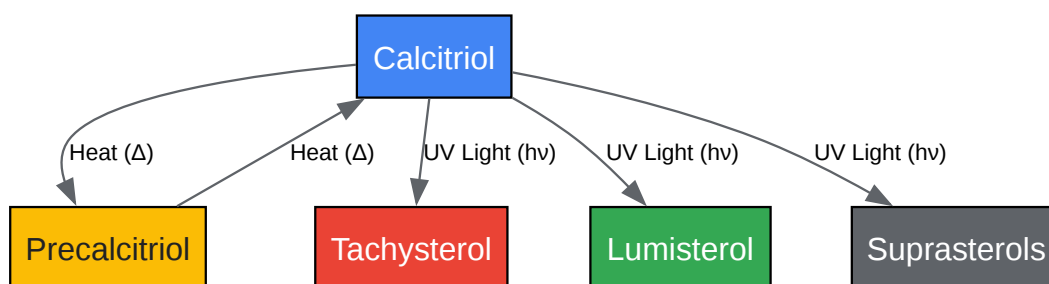 Calcitriol
Heat (Δ)
Heat (Δ)
UV Light (hν)
UV Light (hν)
UV Light (hν)
Precalcitriol
Tachysterol
Lumisterol
Suprasterols